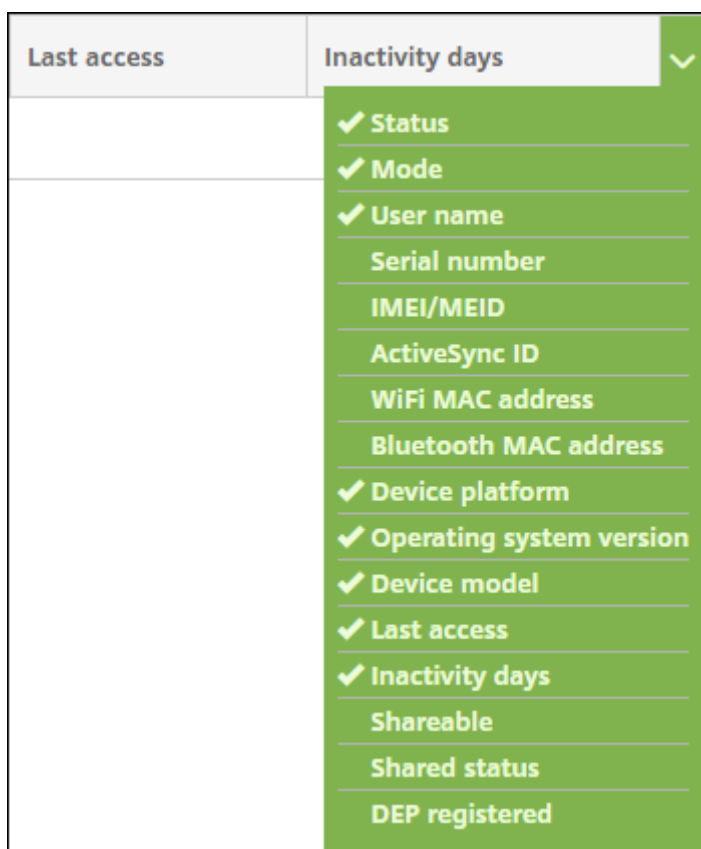 Last access
Inactivity days
Status
Mode
User name
Serial number
IMEI/MEID
ActiveSync ID
WiFi MAC address
Bluetooth MAC address
Device platform
Operating system version
Device model
Last access
Inactivity days
Shareable
Shared status
DEP registered